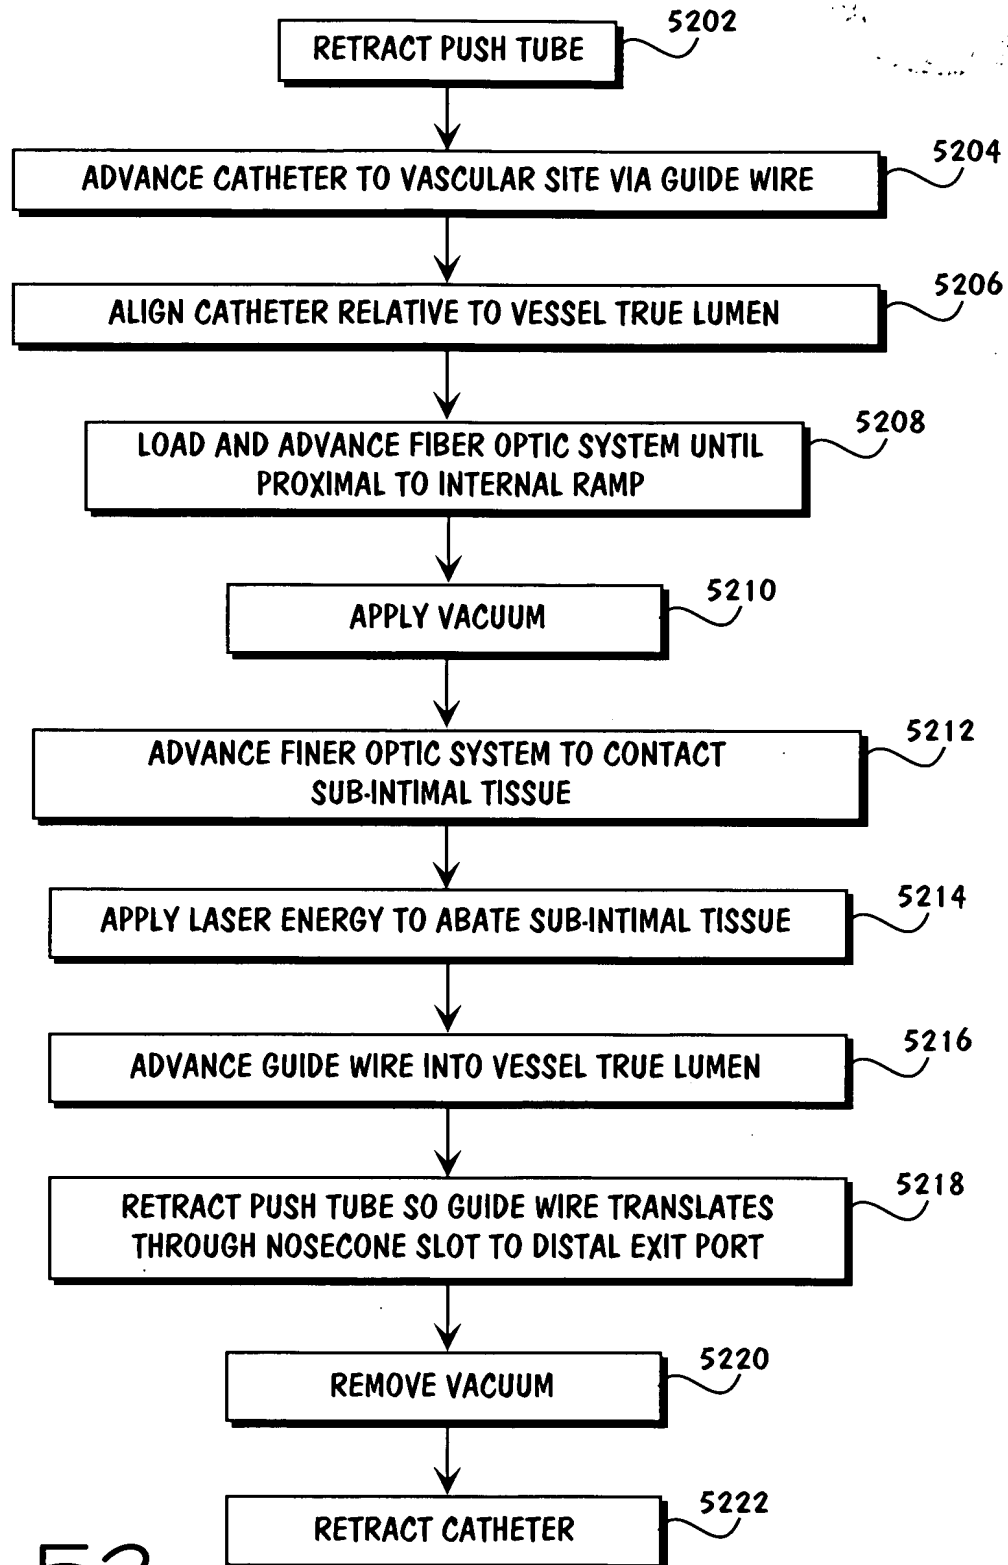 RETRACT PUSH TUBE
5202
ADVANCE CATHETER TO VASCULAR SITE VIA GUIDE WIRE
5204
ALIGN CATHETER RELATIVE TO VESSEL TRUE LUMEN
5206
LOAD AND ADVANCE FIBER OPTIC SYSTEM UNTIL
PROXIMAL TO INTERNAL RAMP
5208
APPLY VACUUM
5210
ADVANCE FINER OPTIC SYSTEM TO CONTACT
SUB-INTIMAL TISSUE
5212
APPLY LASER ENERGY TO ABATE SUB-INTIMAL TISSUE
5214
ADVANCE GUIDE WIRE INTO VESSEL TRUE LUMEN
5216
RETRACT PUSH TUBE SO GUIDE WIRE TRANSLATES
THROUGH NOSECONE SLOT TO DISTAL EXIT PORT
5218
REMOVE VACUUM
5220
RETRACT CATHETER
5222